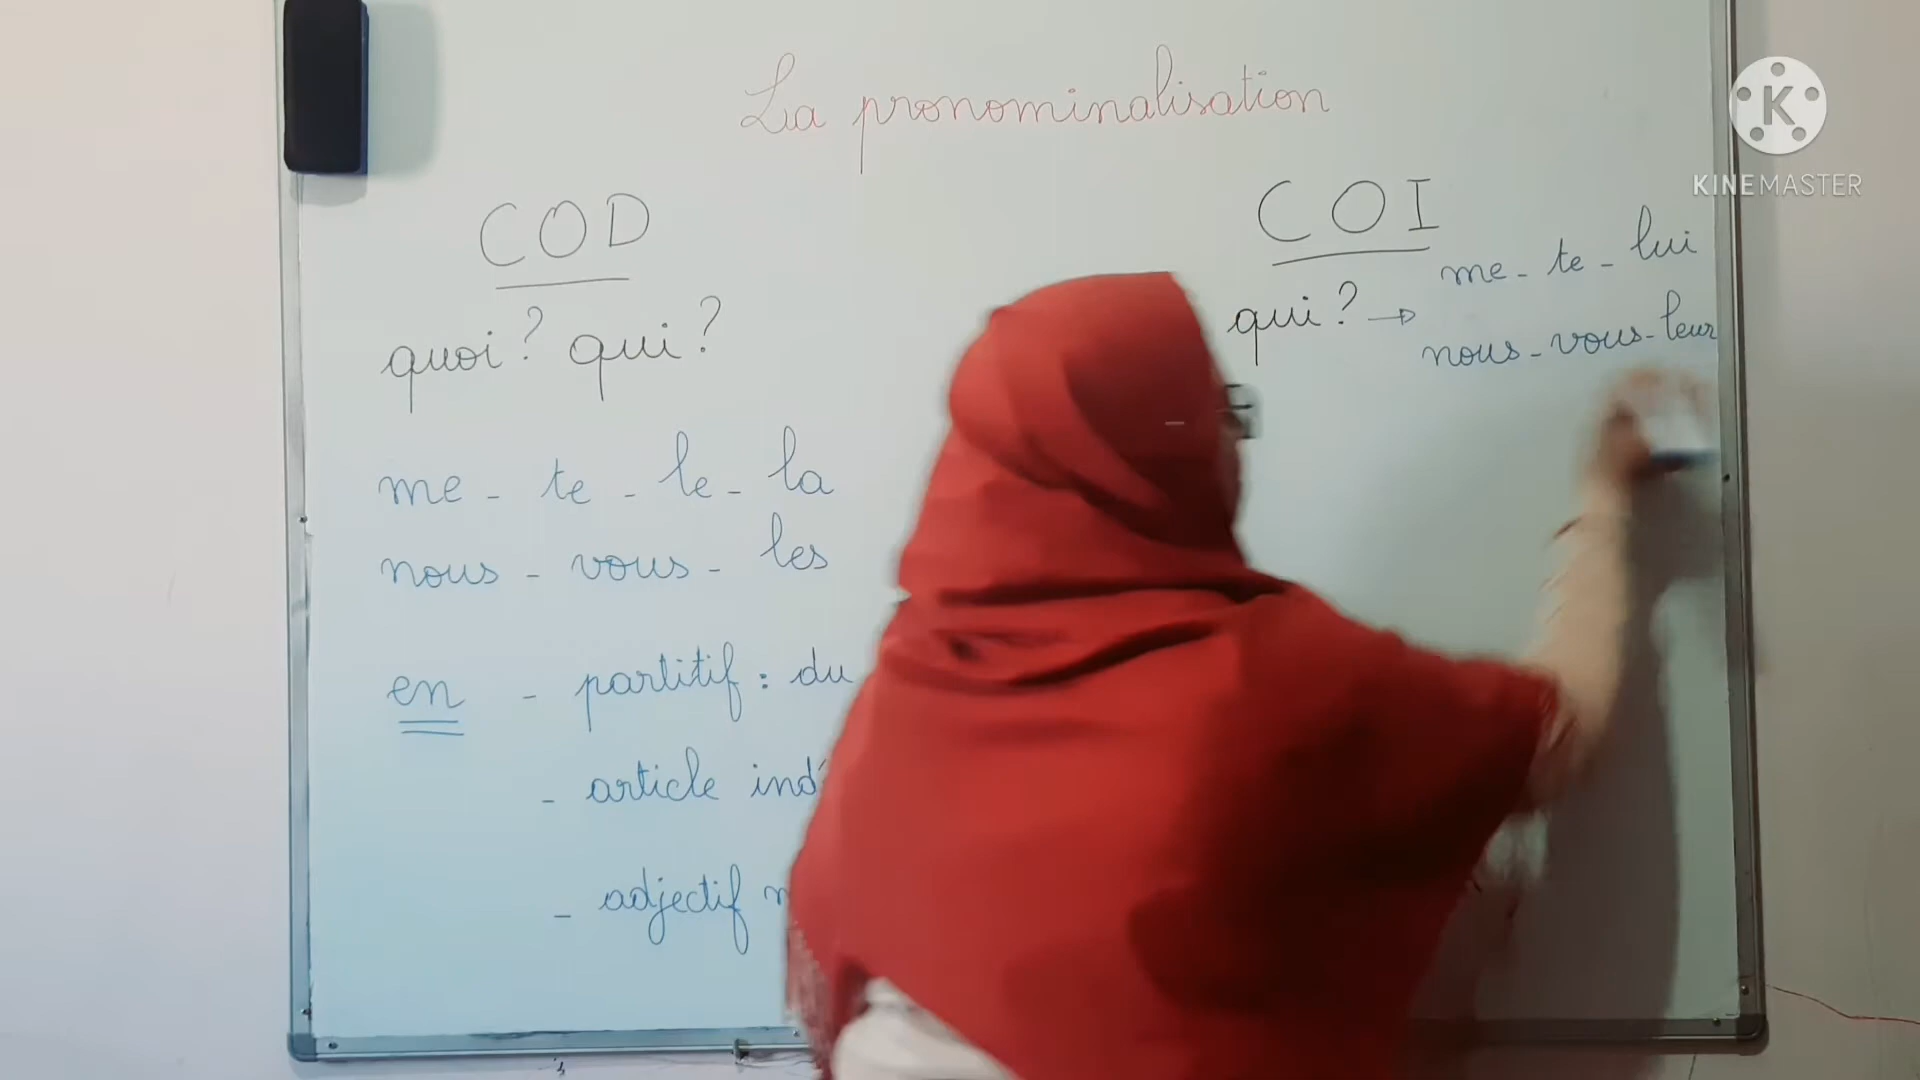 La pronominalisation
COD
quoi? qui?
me - te - le - la
nous - vous - les
en - partitif : du
- article ind
- adjectif
COI
qui? → me - te - lui
nous - vous - leur
KINEMASTER